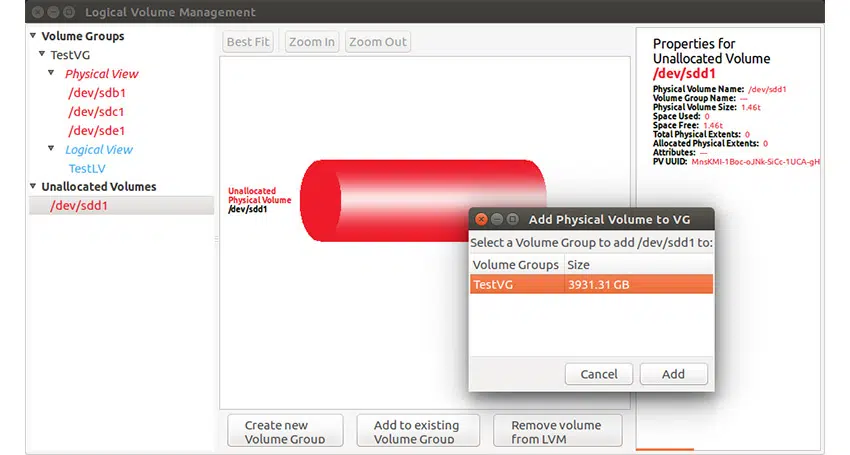 Logical Volume Management
Volume Groups
TestVG
Physical View
/dev/sdb1
/dev/sdc1
/dev/sde1
Logical View
TestLV
Unallocated Volumes
/dev/sdd1
Best Fit
Zoom In
Zoom Out
Unallocated
Physical Volume
/dev/sdd1
Properties for
Unallocated Volume
/dev/sdd1
Physical Volume Name: /dev/sdd1
Volume Group Name: ---
Physical Volume Size: 1.46t
Space Used: 0
Space Free: 1.46t
Total Physical Extents: 0
Allocated Physical Extents: 0
Attributes: ---
PV UUID: MnsKMI-1Boc-oJNk-SiCc-1UCA-gH
Add Physical Volume to VG
Select a Volume Group to add /dev/sdd1 to:
Volume Groups Size
TestVG 3931.31 GB
Cancel
Add
Create new
Volume Group
Add to existing
Volume Group
Remove volume
from LVM